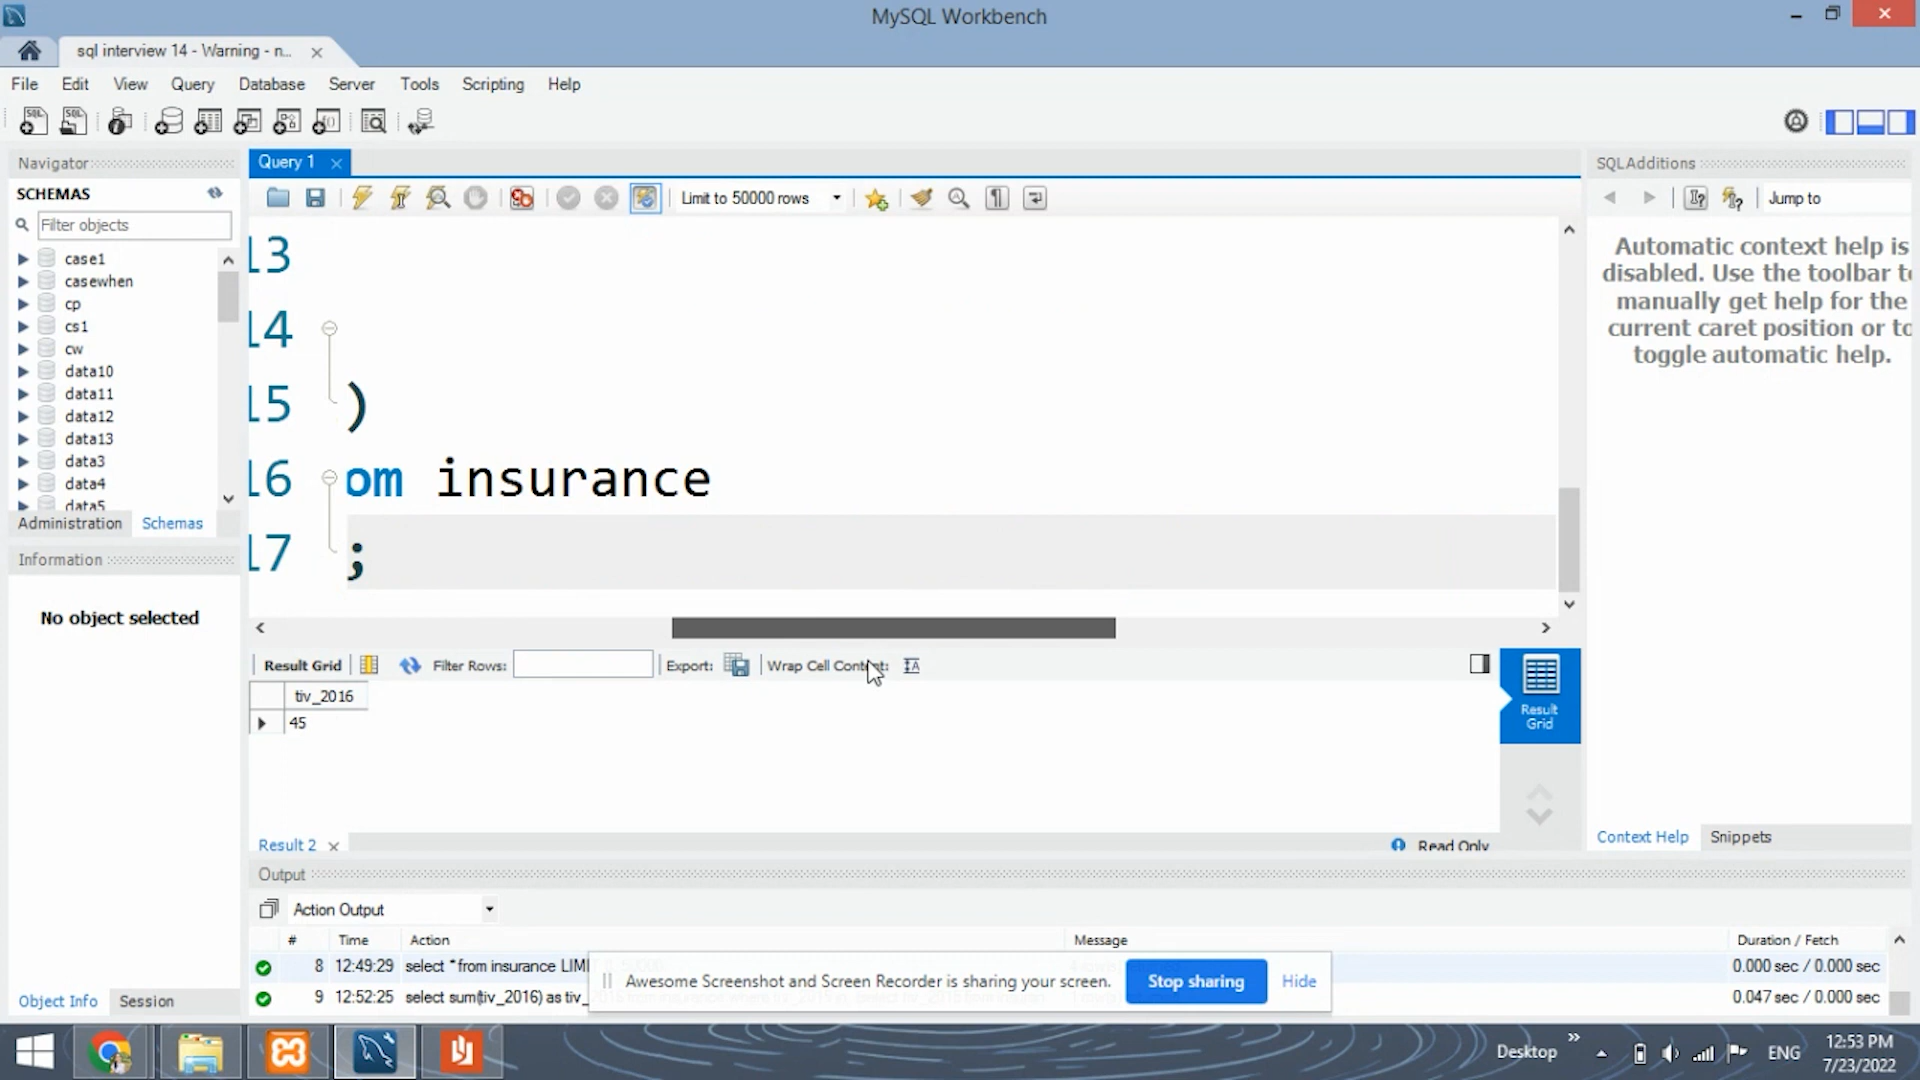 MySQL Workbench
sql interview 14 - Warning - n...
File Edit View Query Database Server Tools Scripting Help
Navigator
SCHEMAS
Filter objects
case1
casewhen
cp
cs1
cw
data10
data11
data12
data13
data3
data4
data5
Administration Schemas
Information
No object selected
Object Info Session
Query 1
Limit to 50000 rows
13
14
15 )
16 om insurance
17 ;
Result Grid Filter Rows: Export: Wrap Cell Content:
tiv_2016
45
Result Grid
Result 2
Read Only
Output
Action Output
# Time Action Message Duration / Fetch
8 12:49:29 select * from insurance LIMI 0.000 sec / 0.000 sec
9 12:52:25 select sum(tiv_2016) as tiv_ 0.047 sec / 0.000 sec
Awesome Screenshot and Screen Recorder is sharing your screen. Stop sharing Hide
SQLAdditions
Jump to
Automatic context help is
disabled. Use the toolbar to
manually get help for the
current caret position or to
toggle automatic help.
Context Help Snippets
Desktop
ENG
12:53 PM
7/23/2022